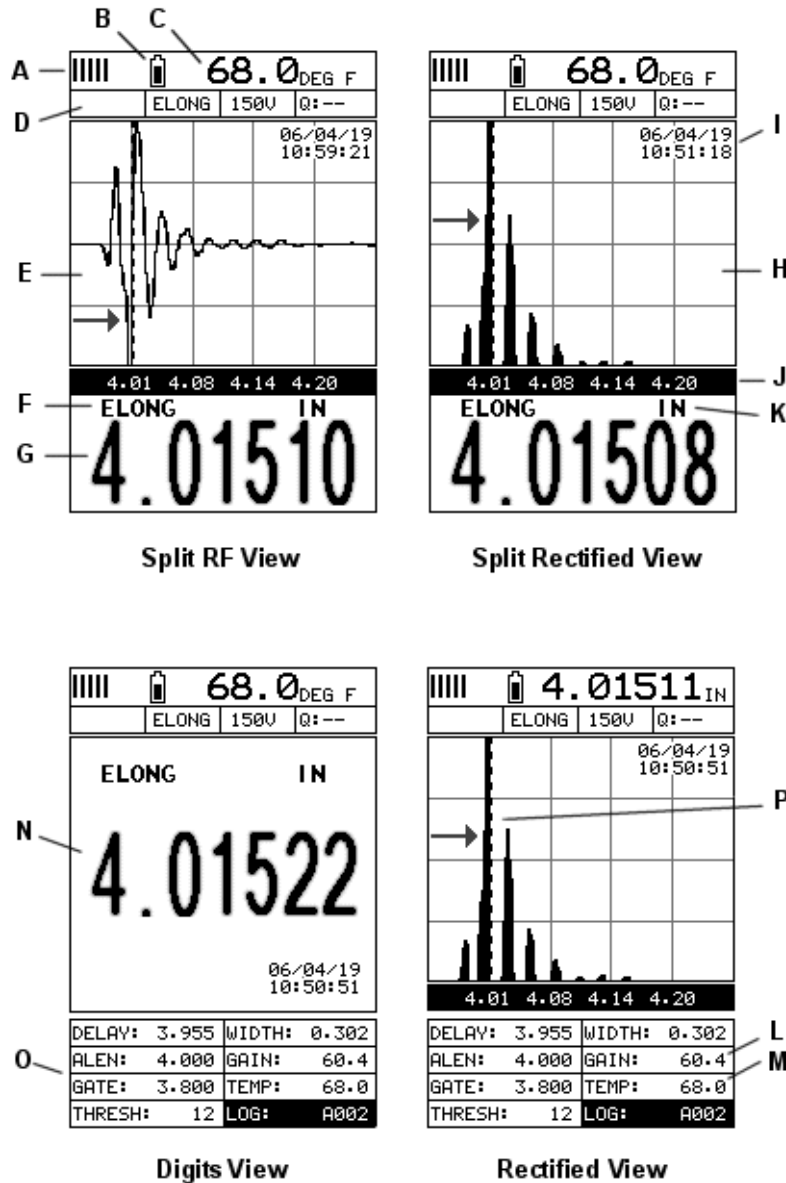 B C
A 68.0DEG F 68.0DEG F
D ELONG 150V Q:-- ELONG 150V Q:--
06/04/19 06/04/19 I
10:59:21 10:51:18
E H
4.01 4.08 4.14 4.20 4.01 4.08 4.14 4.20 J
F ELONG IN ELONG IN K
G 4.01510 4.01508
Split RF View Split Rectified View
68.0DEG F 4.01511IN
ELONG 150V Q:-- ELONG 150V Q:--
06/04/19
10:50:51
ELONG IN
P
N 4.01522
06/04/19
10:50:51
4.01 4.08 4.14 4.20
DELAY: 3.955 WIDTH: 0.302 DELAY: 3.955 WIDTH: 0.302 L
O ALEN: 4.000 GAIN: 60.4 ALEN: 4.000 GAIN: 60.4 M
GATE: 3.800 TEMP: 68.0 GATE: 3.800 TEMP: 68.0
THRESH: 12 LOG: A002 THRESH: 12 LOG: A002
Digits View Rectified View